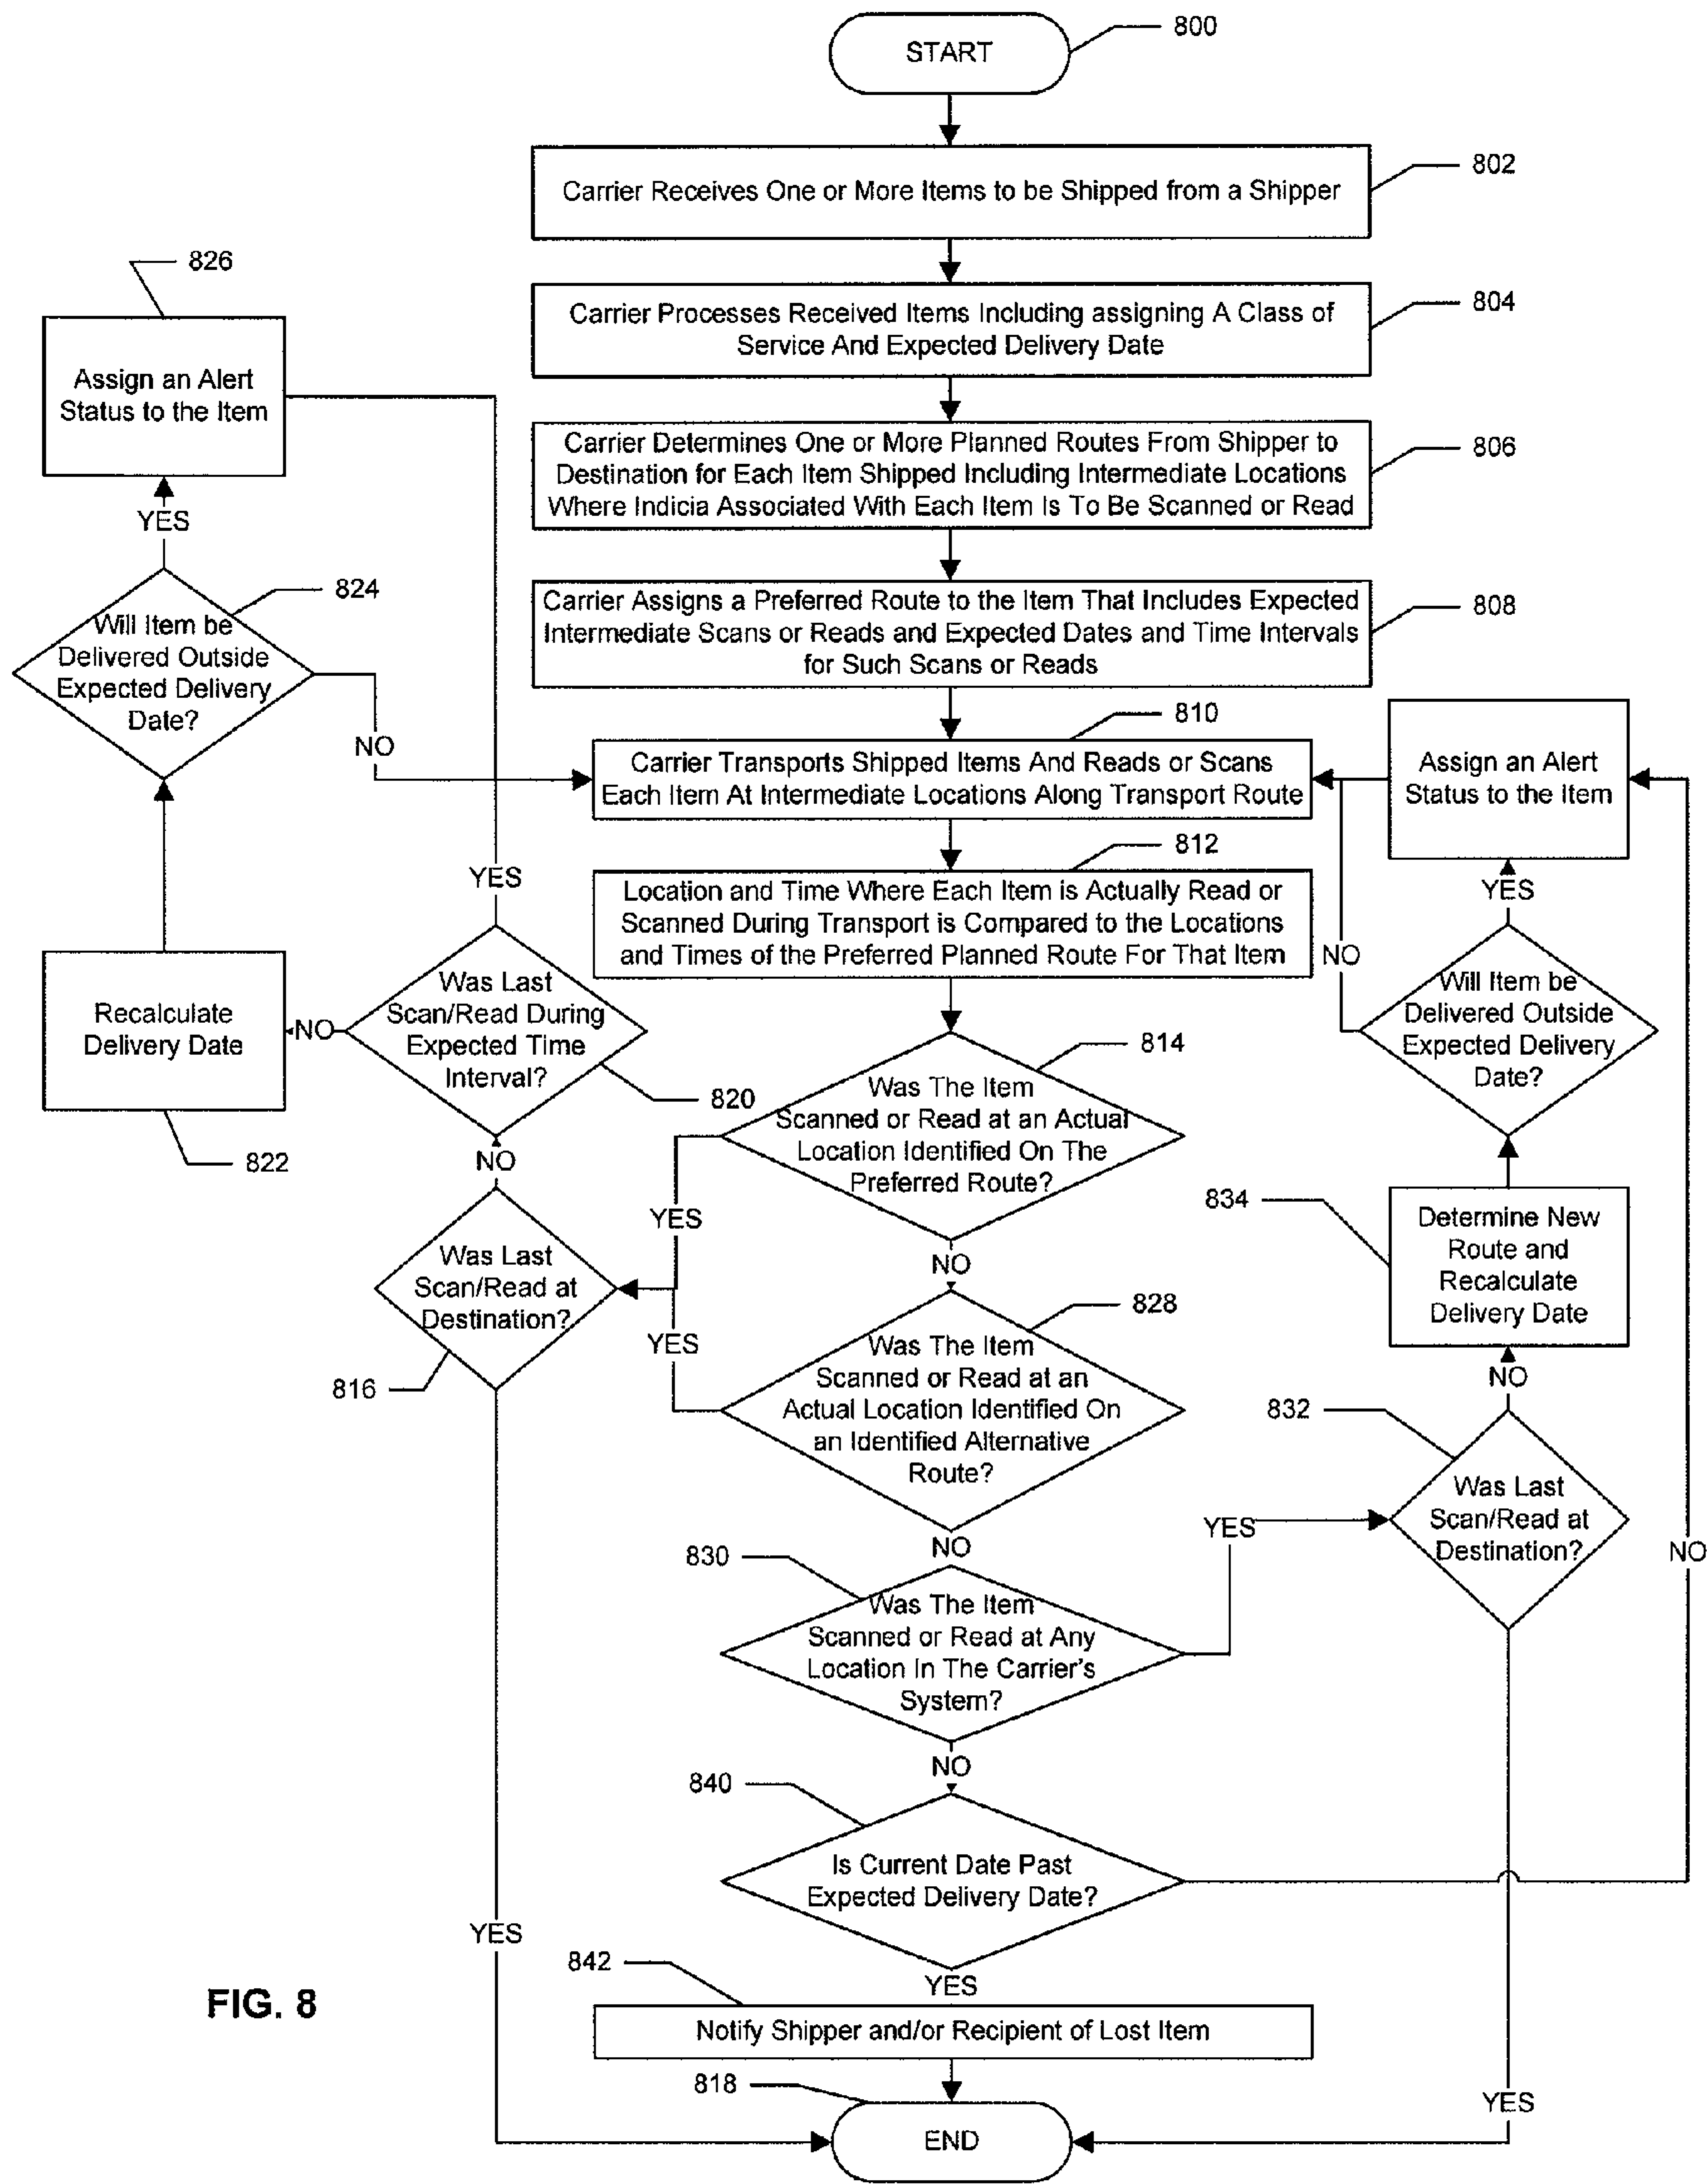 800
START
802
Carrier Receives One or More Items to be Shipped from a Shipper
804
Carrier Processes Received Items Including assigning A Class of
Service And Expected Delivery Date
806
Carrier Determines One or More Planned Routes From Shipper to
Destination for Each Item Shipped Including Intermediate Locations
Where Indicia Associated With Each Item Is To Be Scanned or Read
808
Carrier Assigns a Preferred Route to the Item That Includes Expected
Intermediate Scans or Reads and Expected Dates and Time Intervals
for Such Scans or Reads
810
Carrier Transports Shipped Items And Reads or Scans
Each Item At Intermediate Locations Along Transport Route
812
Location and Time Where Each Item is Actually Read or
Scanned During Transport is Compared to the Locations
and Times of the Preferred Planned Route For That Item
814
Was The Item
Scanned or Read at an Actual
Location Identified On The
Preferred Route?
YES
NO
828
Was The Item
Scanned or Read at an
Actual Location Identified On
an Identified Alternative
Route?
YES
NO
830
Was The Item
Scanned or Read at Any
Location In The Carrier's
System?
YES
NO
840
Is Current Date Past
Expected Delivery Date?
NO
YES
842
Notify Shipper and/or Recipient of Lost Item
818
END
816
Was Last
Scan/Read at
Destination?
YES
NO
820
Was Last
Scan/Read During
Expected Time
Interval?
YES
NO
822
Recalculate
Delivery Date
824
Will Item be
Delivered Outside
Expected Delivery
Date?
NO
YES
826
Assign an Alert
Status to the Item
832
Was Last
Scan/Read at
Destination?
YES
NO
834
Determine New
Route and
Recalculate
Delivery Date
Will Item be
Delivered Outside
Expected Delivery
Date?
NO
YES
Assign an Alert
Status to the Item
FIG. 8